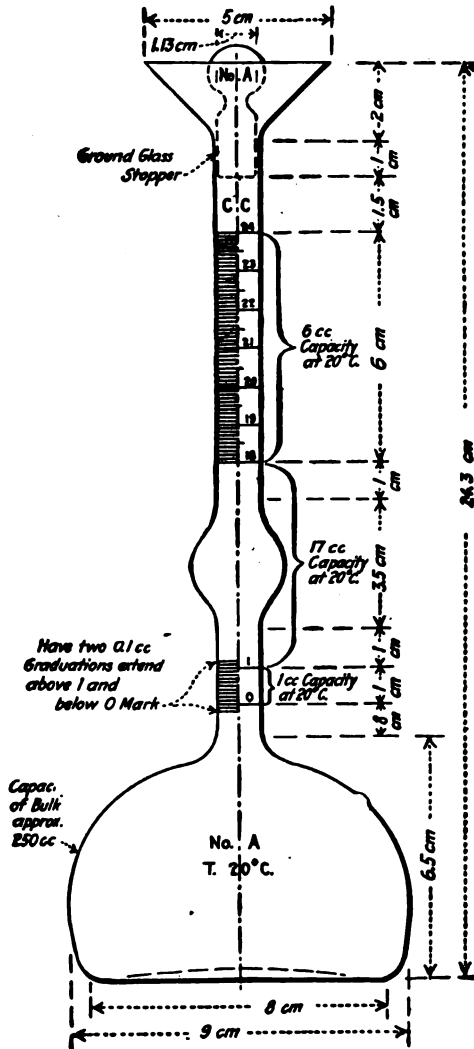 5 cm
1.13 cm
No. A
2 cm
Ground Glass
Stopper
1
cm
C C
1.5
cm
24
23
22
21
20
19
18
6 cc
Capacity
at 20°C.
6 cm
24.3 cm
1
cm
17 cc
Capacity
at 20°C.
3.5 cm
Have two 0.1 cc
Graduations extend
above 1 and
below 0 Mark
1
cm
1
0
1 cc Capacity
at 20°C.
1
cm
.8
cm
Capac.
of Bulk
approx.
250 cc
No. A
T. 20°C.
6.5 cm
8 cm
9 cm